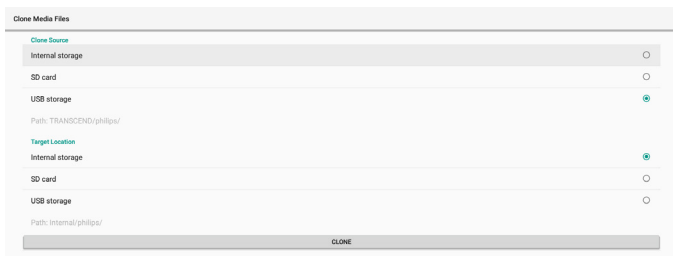 Clone Media Files
Clone Source
Internal storage
SD card
USB storage
Path: TRANSCEND/philips/
Target Location
Internal storage
SD card
USB storage
Path: Internal/philips/
CLONE